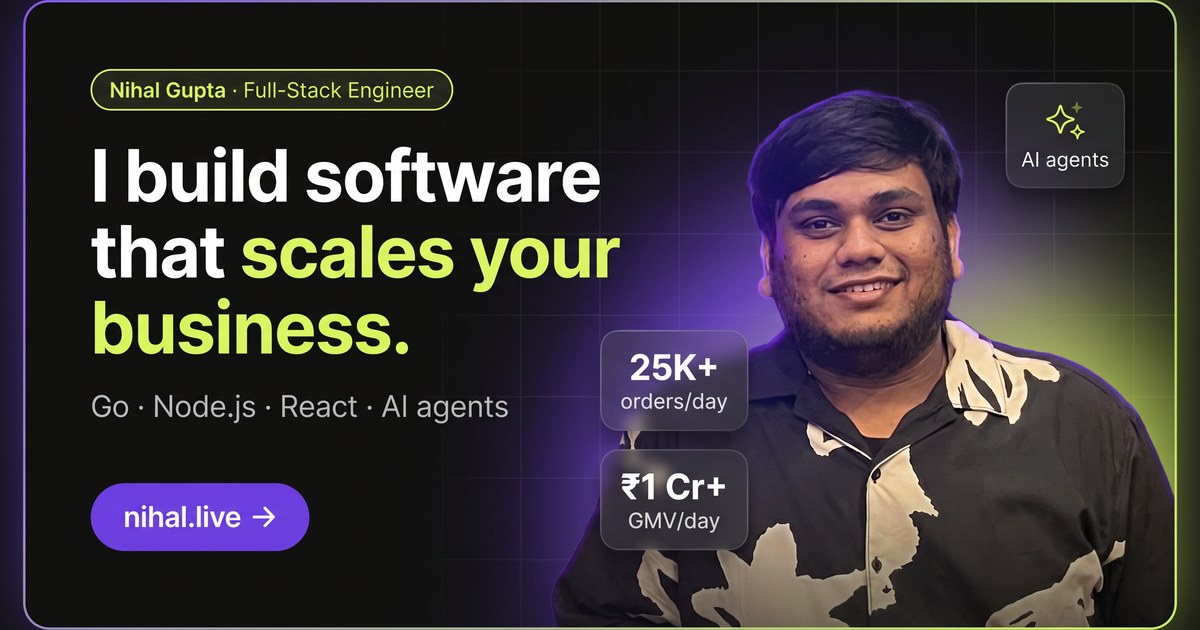 Nihal Gupta · Full-Stack Engineer
I build software
that scales your
business.
Go · Node.js · React · AI agents
nihal.live →
25K+
orders/day
₹1 Cr+
GMV/day
AI agents